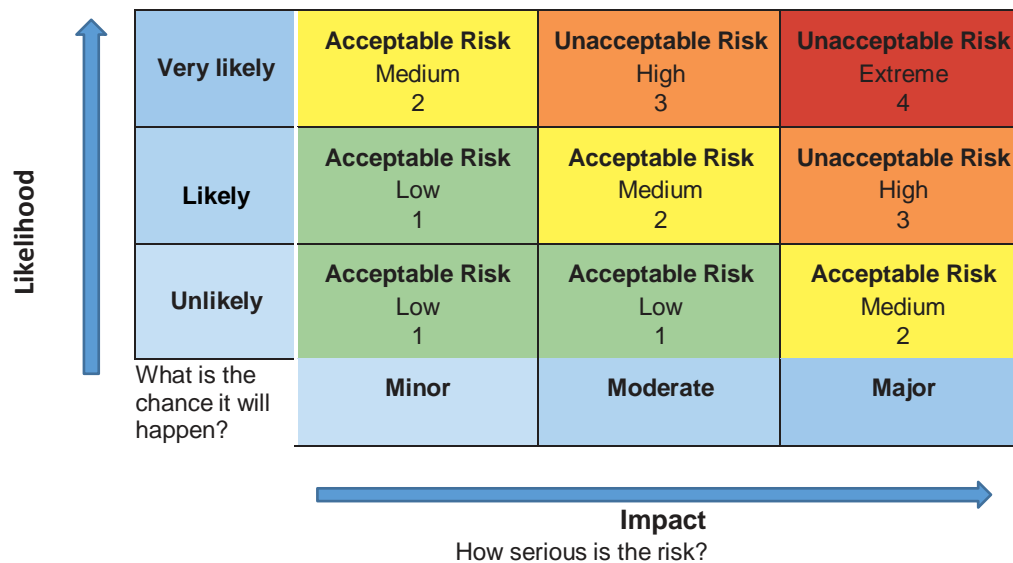 Likelihood
Very likely
Acceptable Risk
Medium
2
Unacceptable Risk
High
3
Unacceptable Risk
Extreme
4
Likely
Acceptable Risk
Low
1
Acceptable Risk
Medium
2
Unacceptable Risk
High
3
Unlikely
Acceptable Risk
Low
1
Acceptable Risk
Low
1
Acceptable Risk
Medium
2
What is the
chance it will
happen?
Minor
Moderate
Major
Impact
How serious is the risk?